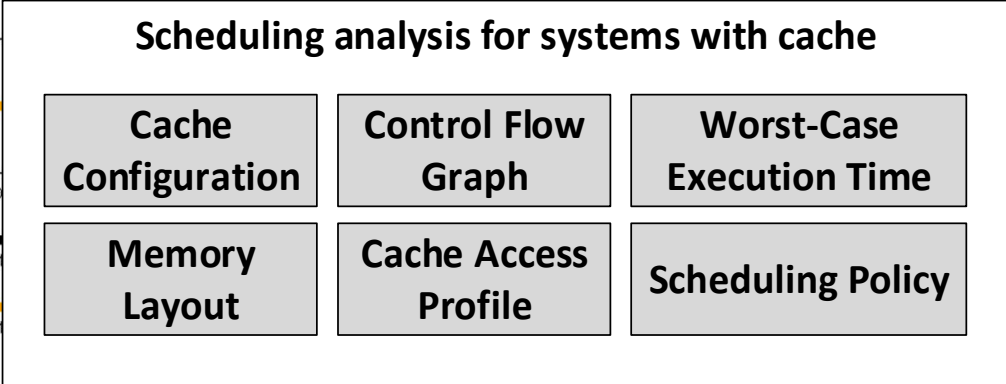 Scheduling analysis for systems with cache
Cache
Configuration
Control Flow
Graph
Worst-Case
Execution Time
Memory
Layout
Cache Access
Profile
Scheduling Policy